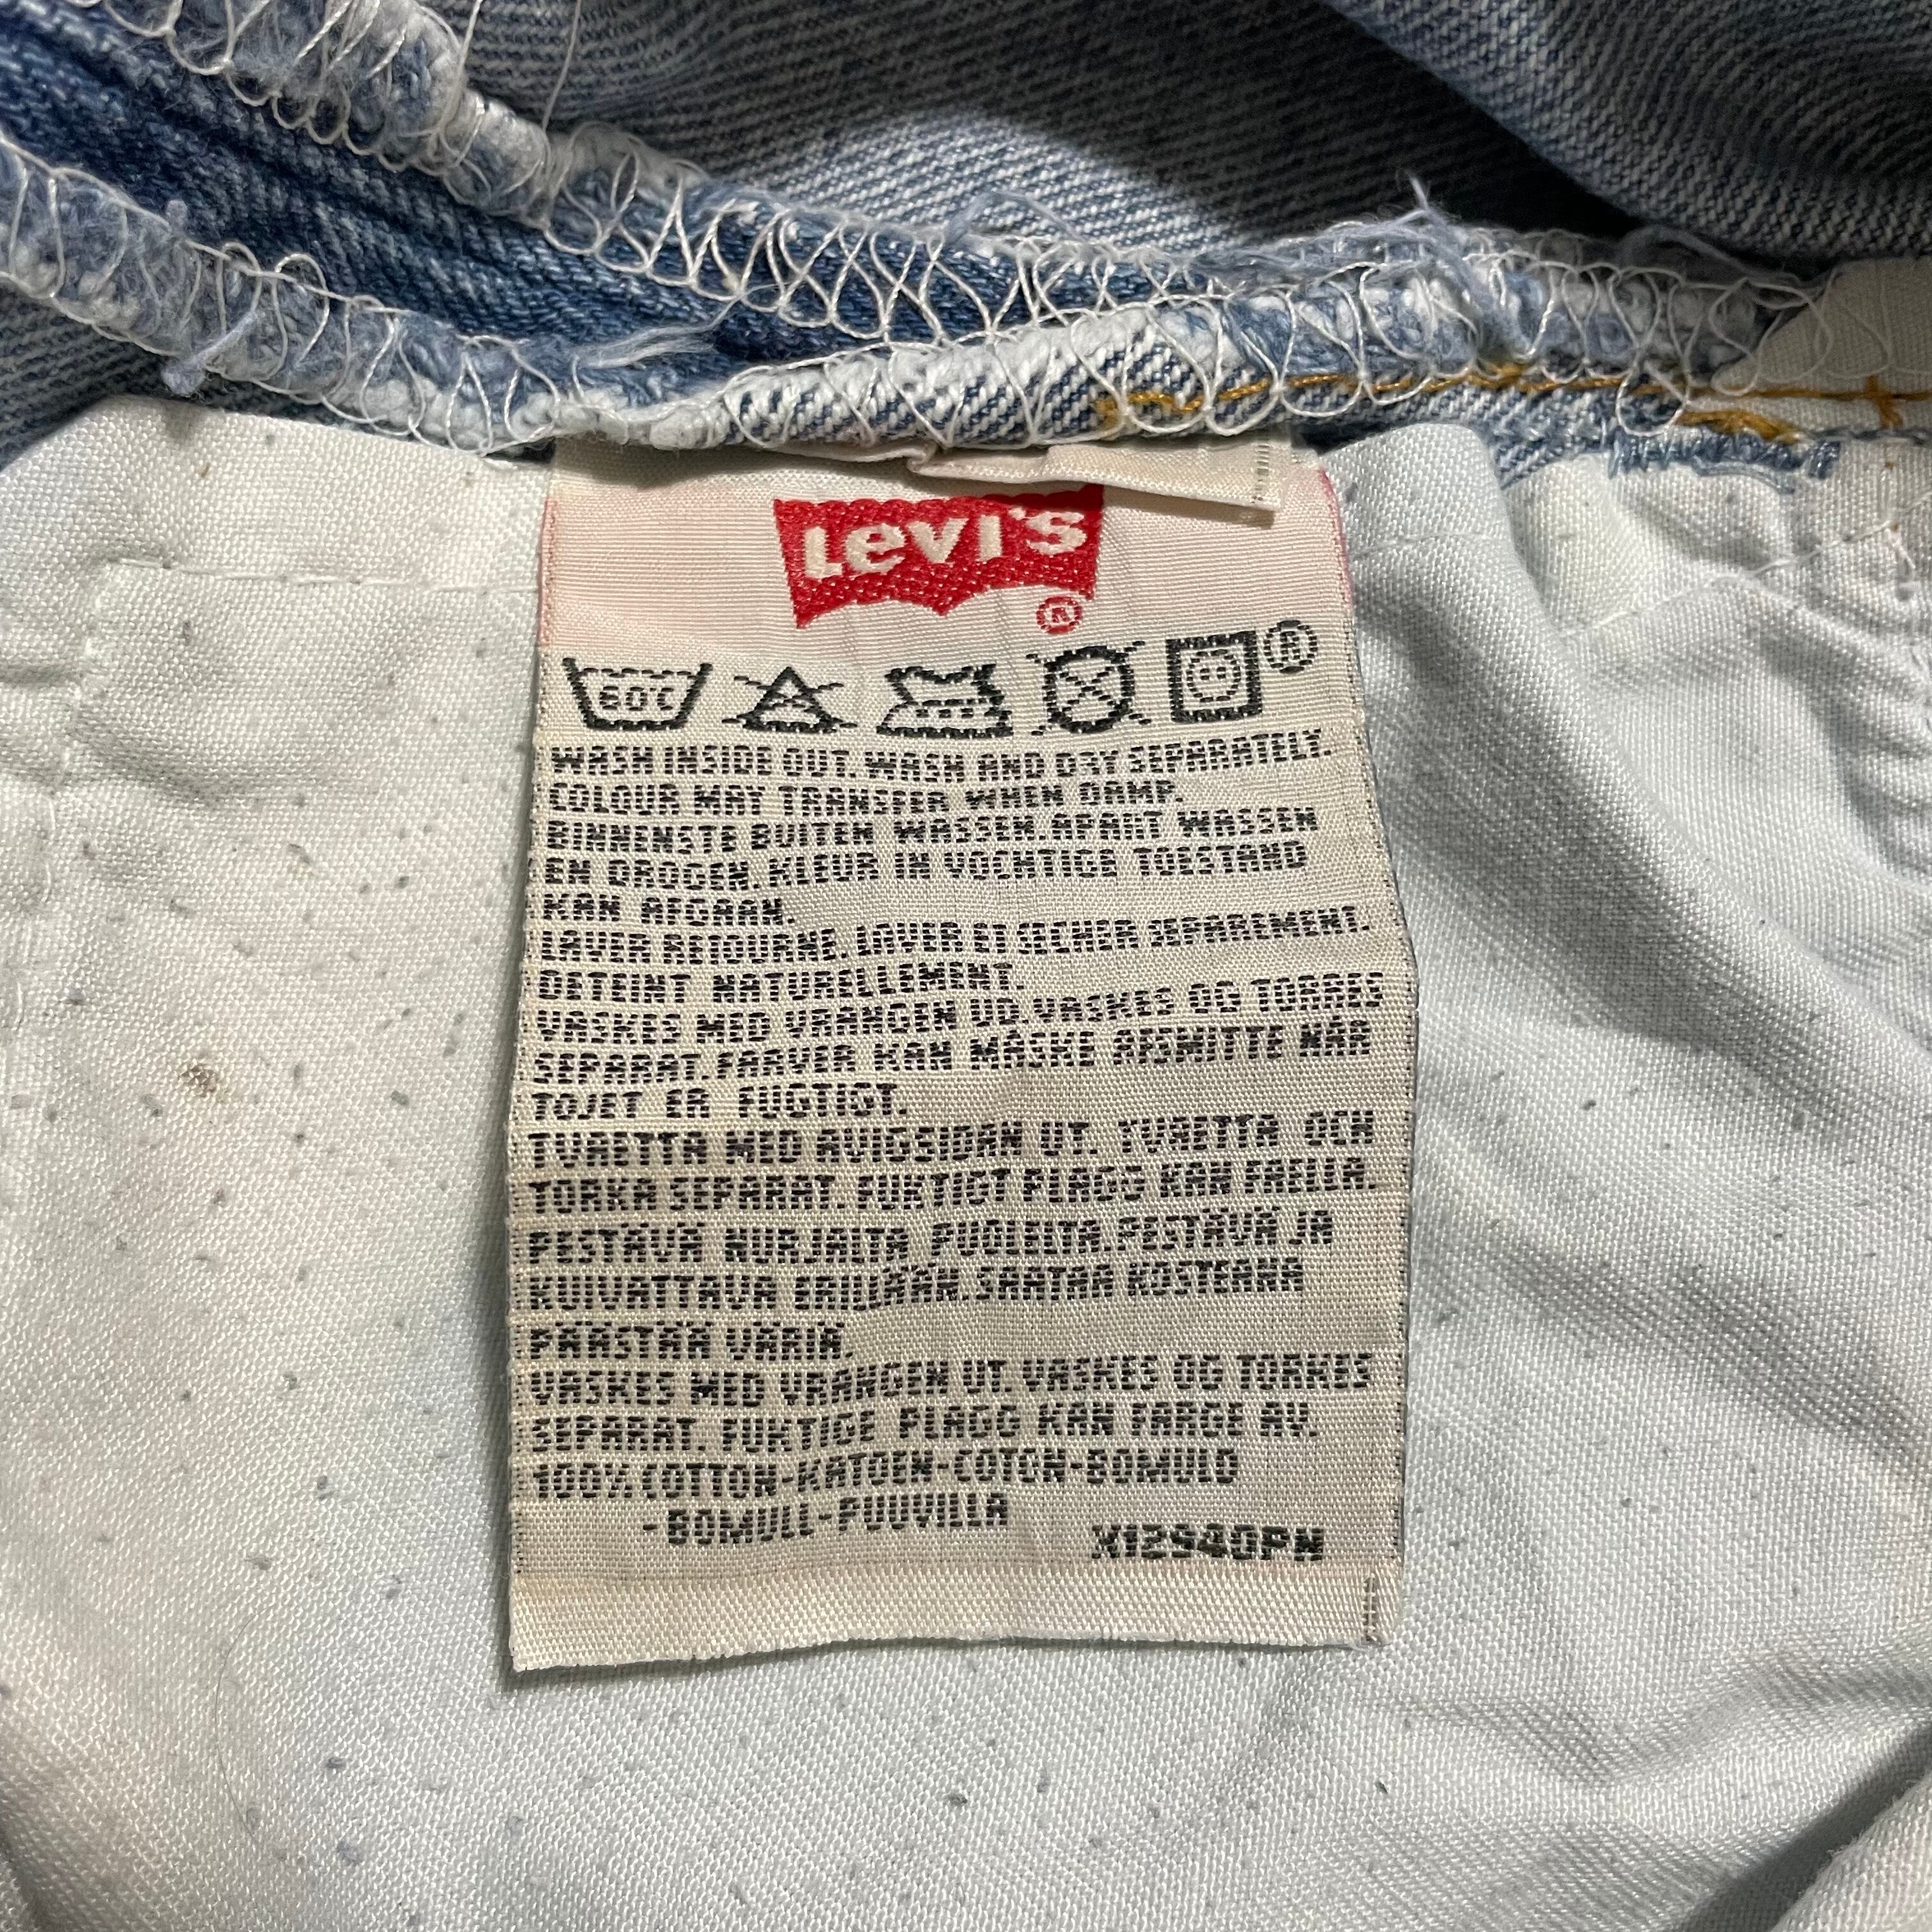 Levi's
®
60°C
®
WASH INSIDE OUT. WASH AND DRY SEPARATELY.
COLOUR MAY TRANSFER WHEN DAMP.
BINNENSTE BUITEN WASSEN. APART WASSEN
EN DROGEN. KLEUR IN VOCHTIGE TOESTAND
KAN AFGAAN.
LAVER RETOURNE. LAVER ET SECHER SEPAREMENT.
DETEINT NATURELLEMENT.
VASKES MED VRANGEN UD. VASKES OG TORRES
SEPARAT. FARVER KAN MÅSKE AFSMITTE NÅR
TOJET ER FUGTIGT.
TVAETTA MED AVIGSIDAN UT. TVAETTA OCH
TORKA SEPARAT. FUKTIGT PLAGG KAN FAELLA.
PESTÄVÄ NURJALTA PUOLELTA. PESTÄVÄ JA
KUIVATTAVA ERILLÄÄN. SAATAA KOSTEANA
PÄÄSTÄÄ VÄRIÄ.
VASKES MED VRANGEN UT. VASKES OG TORKES
SEPARAT. FUKTIGE PLAGG KAN FARGE AV.
100% COTTON-KATOEN-COTON-BOMULD
-BOMULL-PUUVILLA
X12940PN